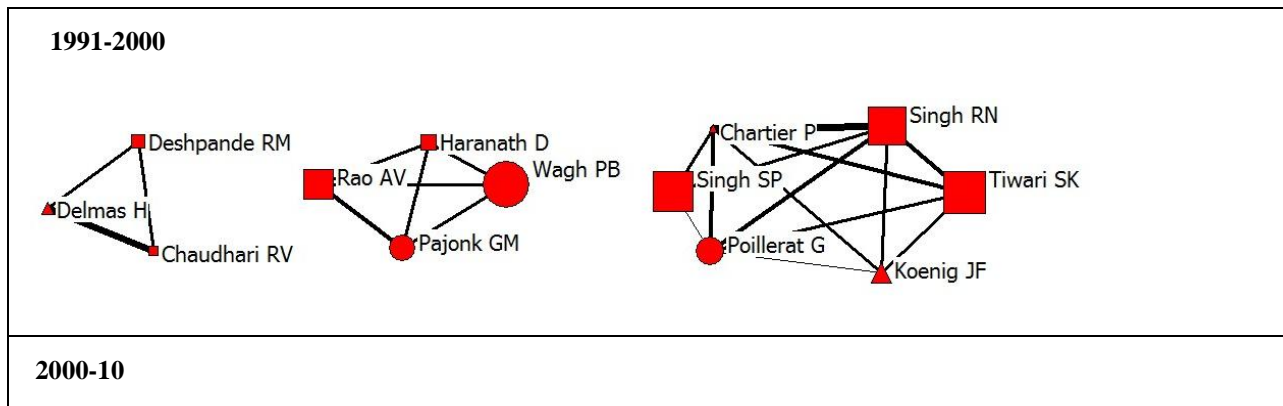 1991-2000
Deshpande RM
Delmas H
Chaudhari RV
Haranath D
Rao AV
Wagh PB
Pajonk GM
Singh RN
Chartier P
Singh SP
Tiwari SK
Poillerat G
Koenig JF
2000-10